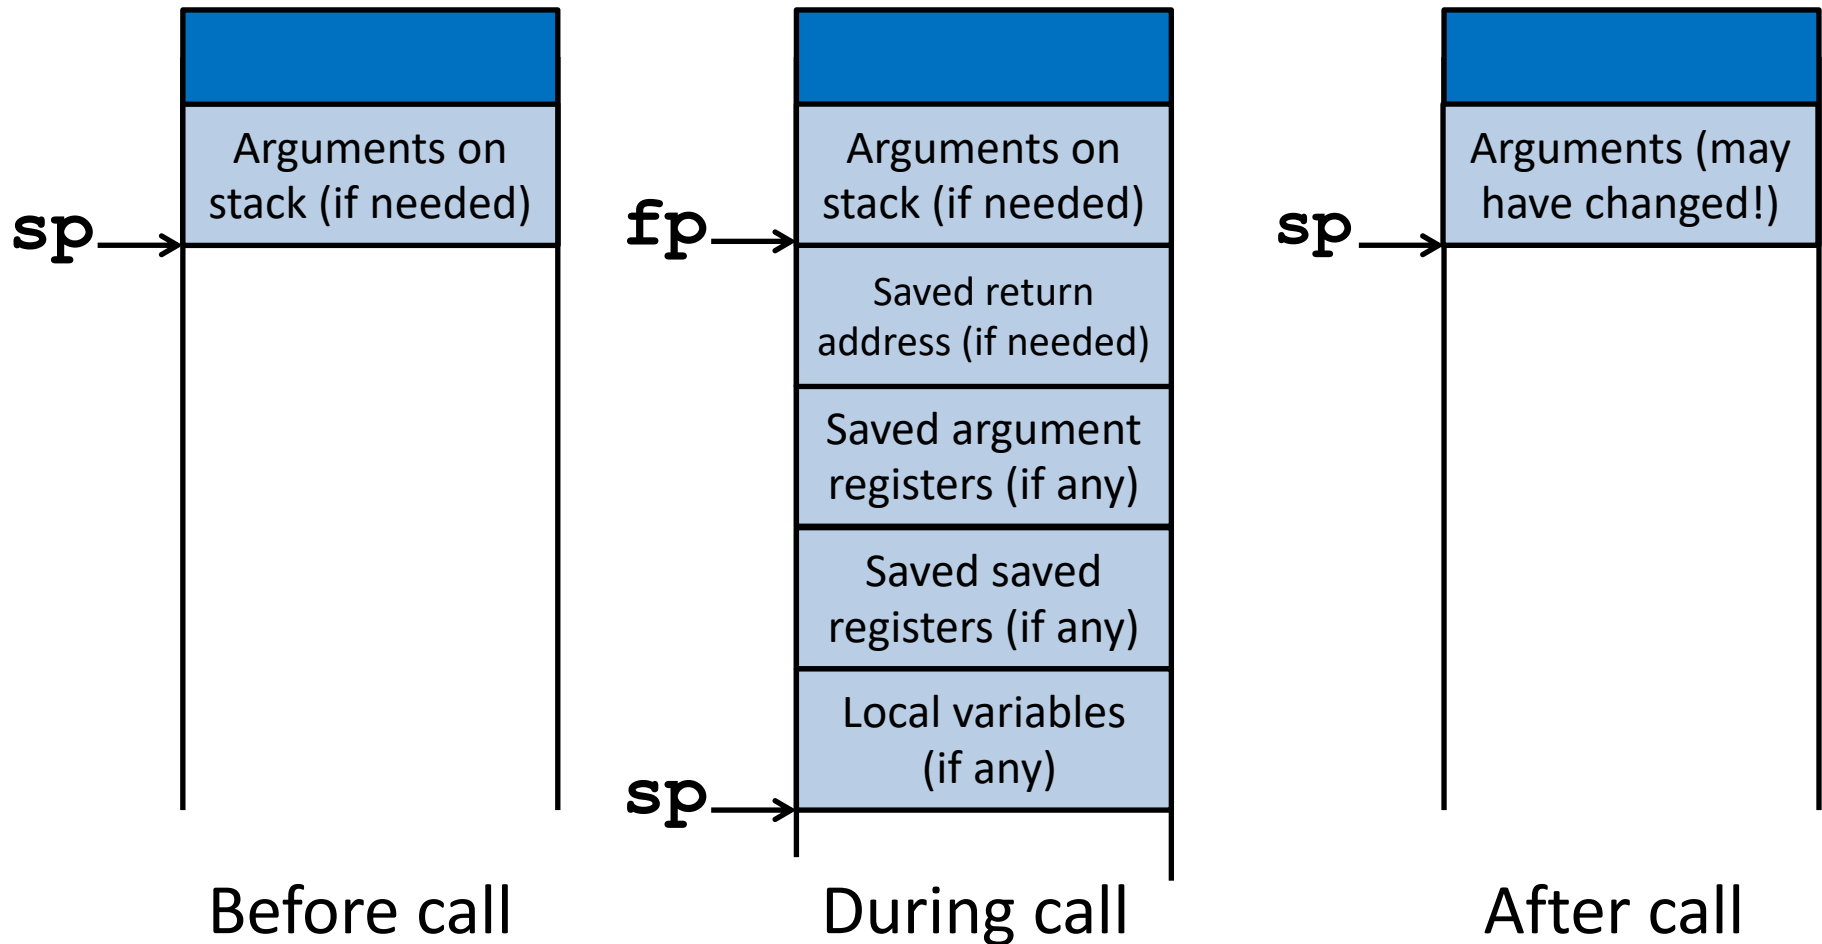 Arguments on
stack (if needed)
sp
Before call
Arguments on
stack (if needed)
fp
Saved return
address (if needed)
Saved argument
registers (if any)
Saved saved
registers (if any)
Local variables
(if any)
sp
During call
Arguments (may
have changed!)
sp
After call